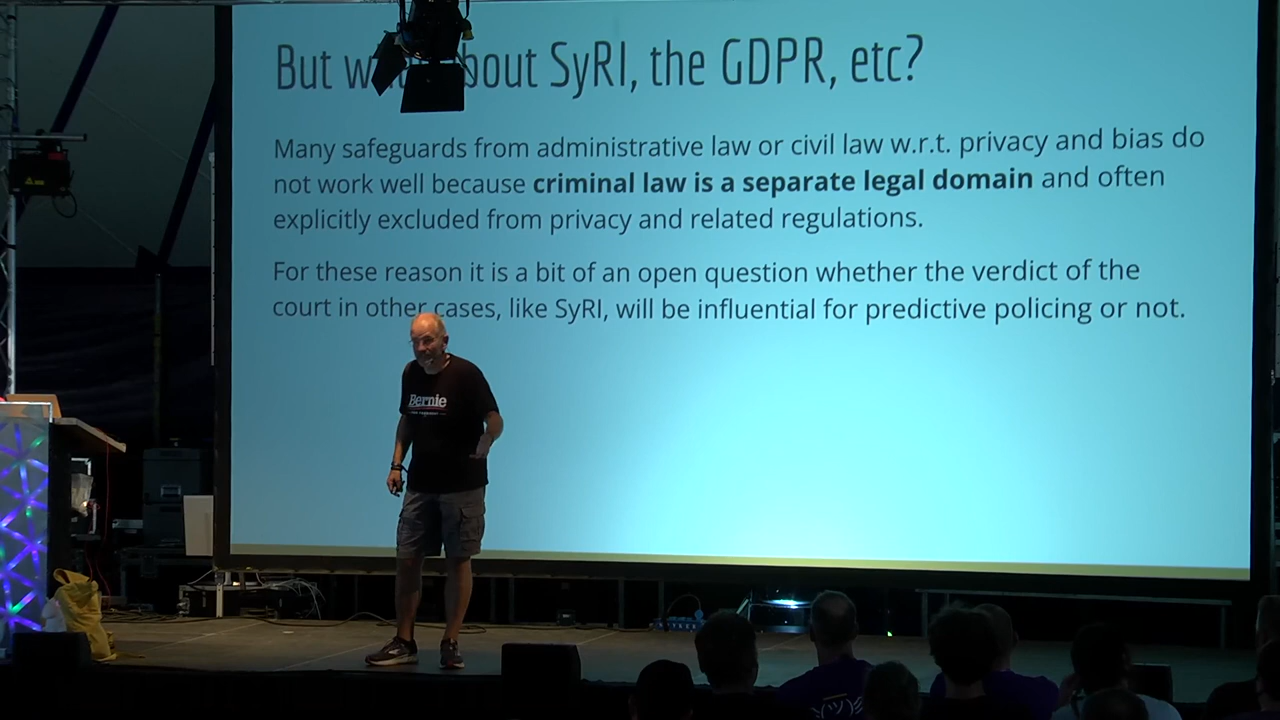 But about SyRI, the GDPR, etc?
Many safeguards from administrative law or civil law w.r.t. privacy and bias do
not work well because criminal law is a separate legal domain and often
explicitly excluded from privacy and related regulations.
For these reason it is a bit of an open question whether the verdict of the
court in other cases, like SyRI, will be influential for predictive policing or not.
Bernie